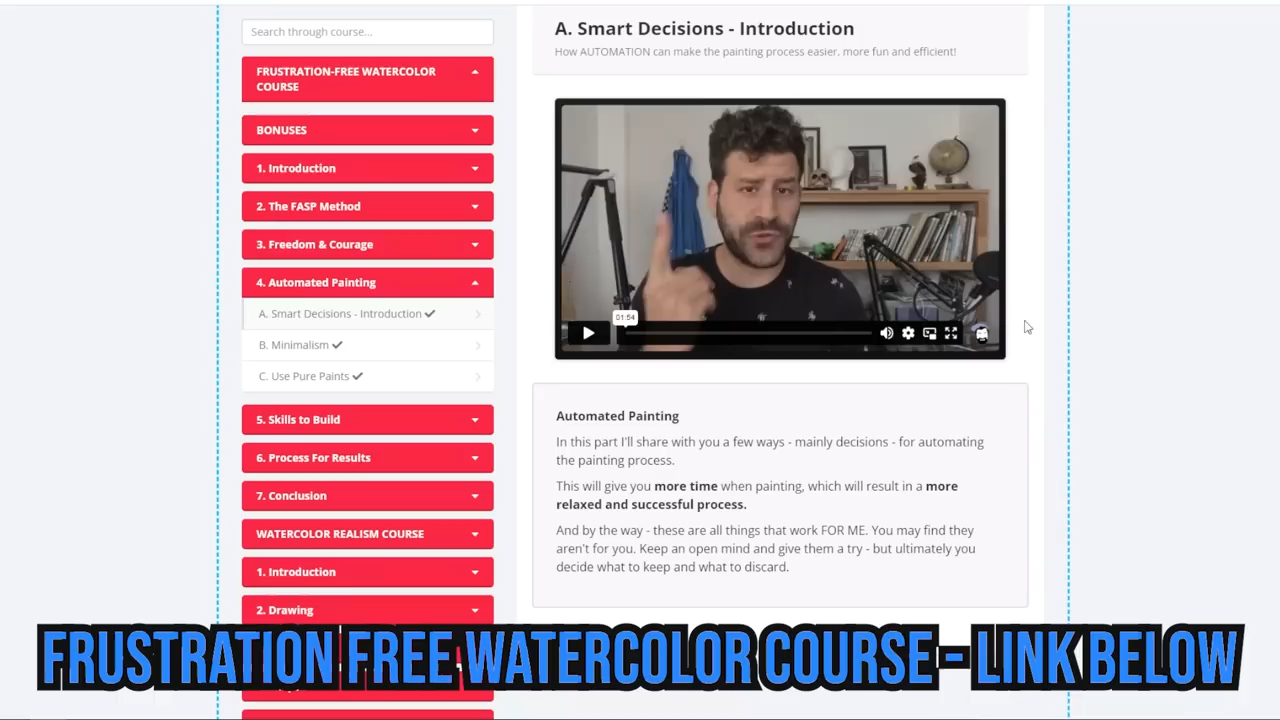 Search through course...
FRUSTRATION-FREE WATERCOLOR
COURSE
BONUSES
1. Introduction
2. The FASP Method
3. Freedom & Courage
4. Automated Painting
A. Smart Decisions - Introduction
B. Minimalism
C. Use Pure Paints
5. Skills to Build
6. Process For Results
7. Conclusion
WATERCOLOR REALISM COURSE
1. Introduction
2. Drawing
A. Smart Decisions - Introduction
How AUTOMATION can make the painting process easier, more fun and efficient!
01:54
Automated Painting
In this part I'll share with you a few ways - mainly decisions - for automating
the painting process.
This will give you more time when painting, which will result in a more
relaxed and successful process.
And by the way - these are all things that work FOR ME. You may find they
aren't for you. Keep an open mind and give them a try - but ultimately you
decide what to keep and what to discard.
FRUSTRATION FREE WATERCOLOR COURSE - LINK BELOW